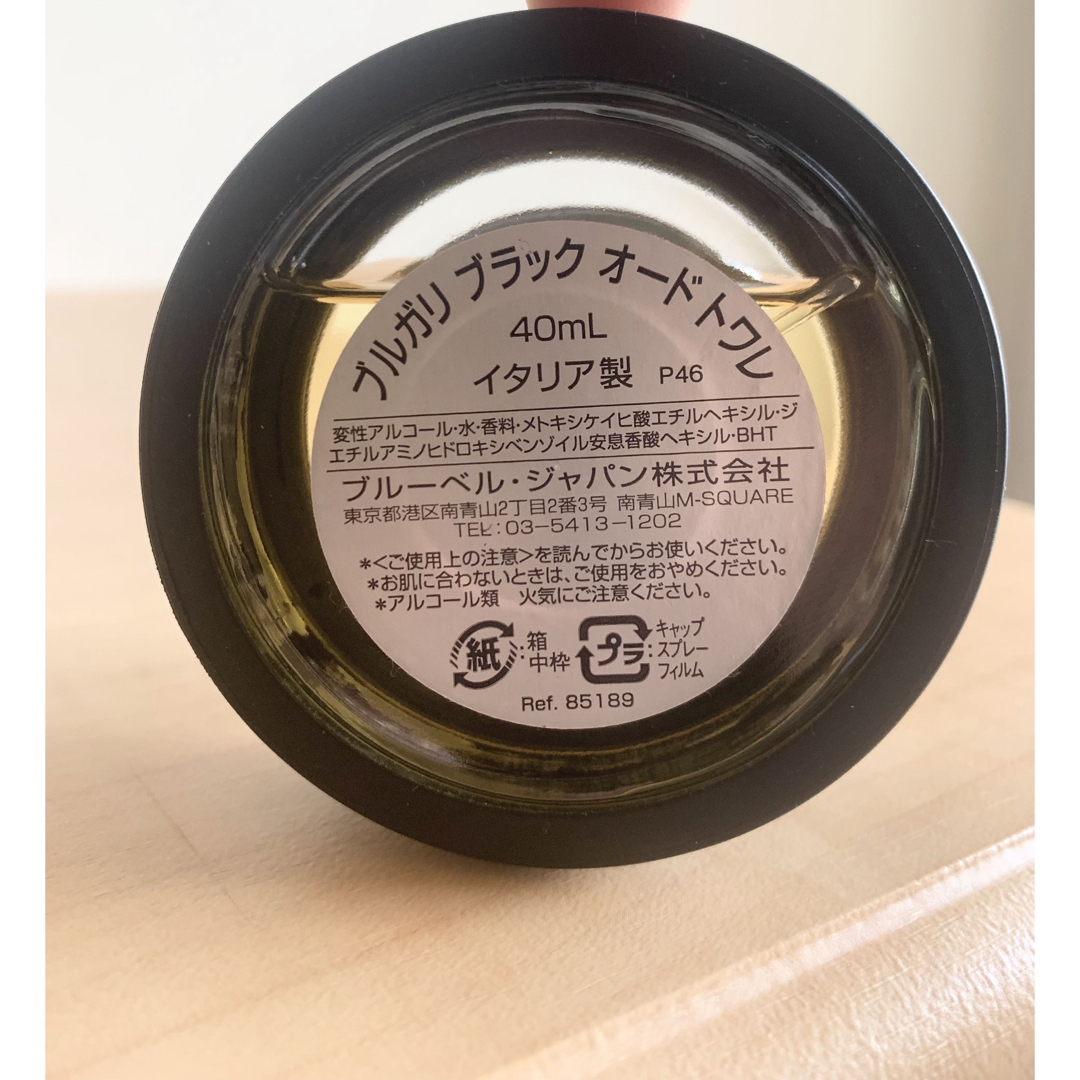 ブルガリ ブラック オードトワレ
40mL
イタリア製 P46
変性アルコール・水・香料・メトキシケイヒ酸エチルヘキシル・ジ
エチルアミノヒドロキシベンゾイル安息香酸ヘキシル・BHT
ブルーベル・ジャパン株式会社
東京都港区南青山2丁目2番3号 南青山M-SQUARE
TEL:03-5413-1202
*<ご使用上の注意>を読んでからお使いください。
*お肌に合わないときは、ご使用をおやめください。
*アルコール類 火気にご注意ください。
紙:箱
中枠
プラ:キャップ
スプレー
フィルム
Ref. 85189